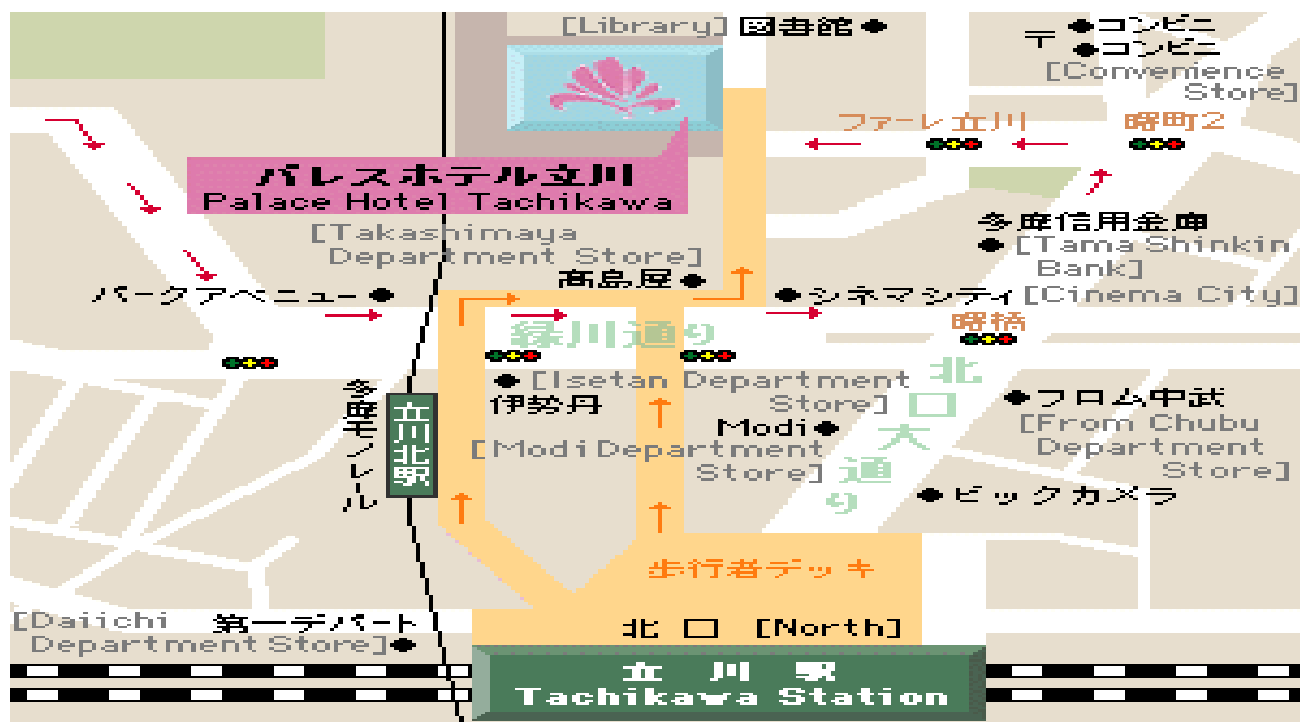 [Library] 図書館
コンビニ
〒
コンビニ
[Convenience
Store]
ファーレ立川
曙町2
パレスホテル立川
Palace Hotel Tachikawa
[Takashimaya
Department Store]
高島屋
多摩信用金庫
[Tama Shinkin
Bank]
パークアベニュー
シネマシティ [Cinema City]
曙橋
緑川通り
[Isetan Department
Store]
伊勢丹
北口大通り
多摩モノレール
立川北駅
Modi
[Modi Department
Store]
フロム中武
[From Chubu
Department
Store]
ビックカメラ
歩行者デッキ
[Daiichi
Department Store]
第一デパート
北口 [North]
立川駅
Tachikawa Station